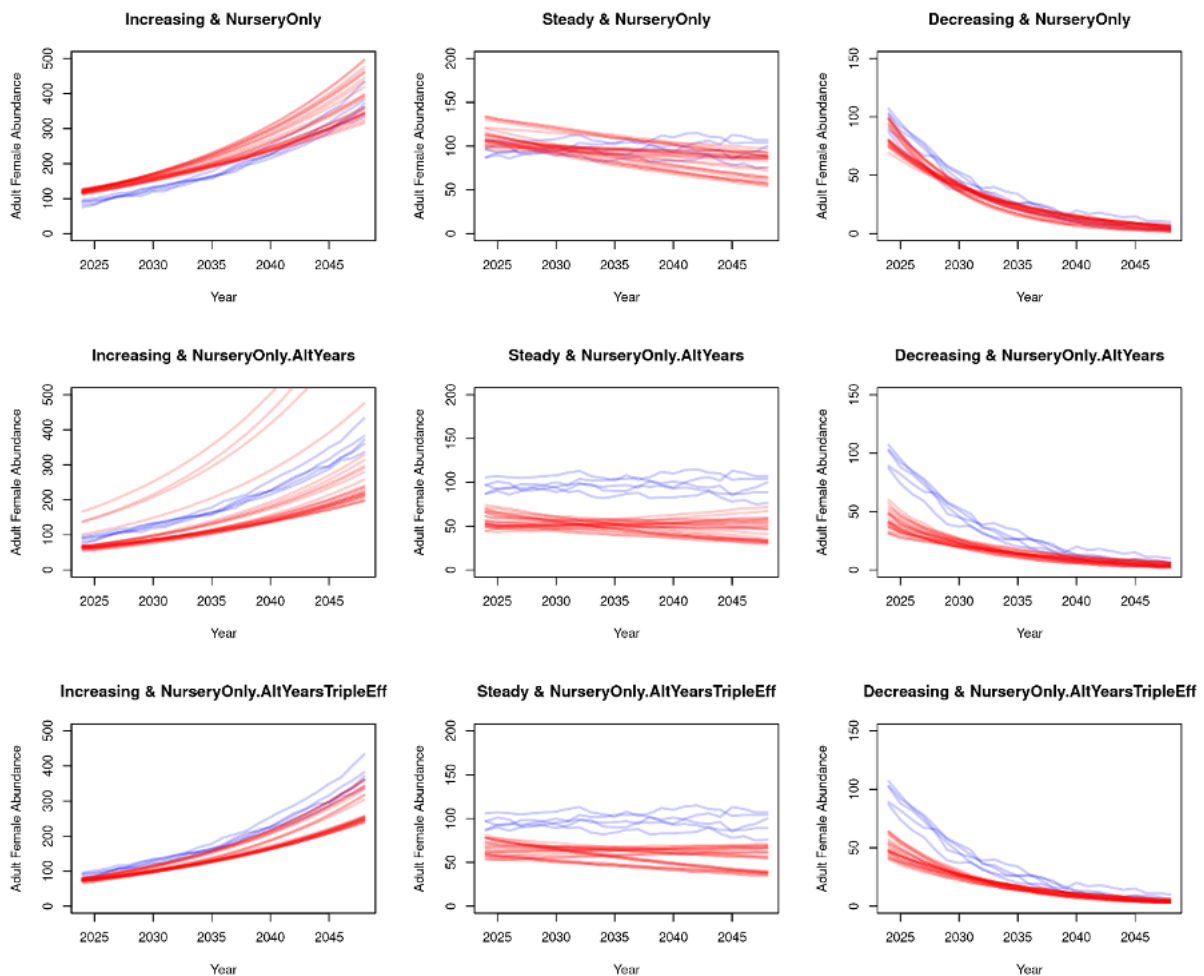 Increasing & NurseryOnly
Steady & NurseryOnly
Decreasing & NurseryOnly
Adult Female Abundance
0 100 200 300 400 500
2025 2030 2035 2040 2045
Year
Adult Female Abundance
0 50 100 150 200
2025 2030 2035 2040 2045
Year
Adult Female Abundance
0 50 100 150
2025 2030 2035 2040 2045
Year
Increasing & NurseryOnly.AltYears
Steady & NurseryOnly.AltYears
Decreasing & NurseryOnly.AltYears
Adult Female Abundance
0 100 200 300 400 500
2025 2030 2035 2040 2045
Year
Adult Female Abundance
0 50 100 150 200
2025 2030 2035 2040 2045
Year
Adult Female Abundance
0 50 100 150
2025 2030 2035 2040 2045
Year
Increasing & NurseryOnly.AltYearsTripleEff
Steady & NurseryOnly.AltYearsTripleEff
Decreasing & NurseryOnly.AltYearsTripleEff
Adult Female Abundance
0 100 200 300 400 500
2025 2030 2035 2040 2045
Year
Adult Female Abundance
0 50 100 150 200
2025 2030 2035 2040 2045
Year
Adult Female Abundance
0 50 100 150
2025 2030 2035 2040 2045
Year